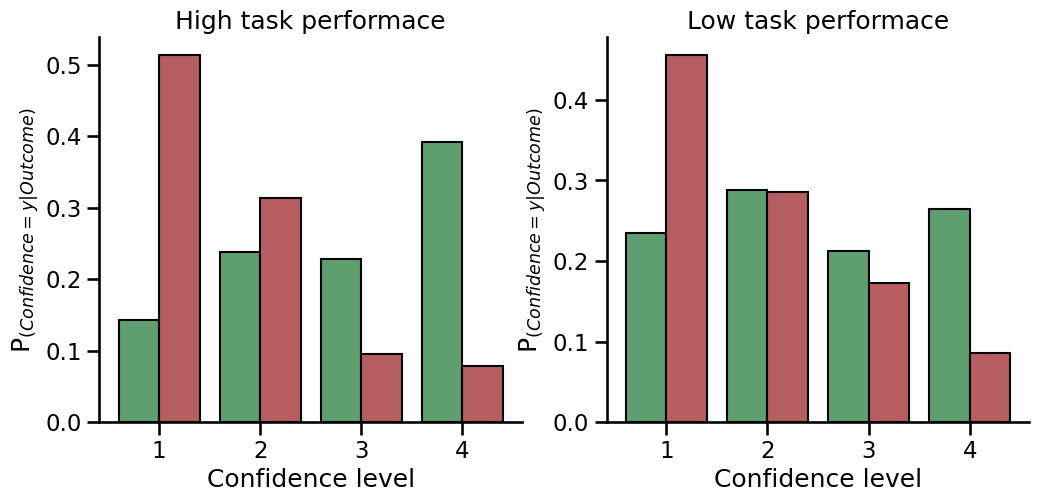 High task performace
P(Confidence = y|Outcome)
0.5
0.4
0.3
0.2
0.1
0.0
1 2 3 4
Confidence level
Low task performace
P(Confidence = y|Outcome)
0.4
0.3
0.2
0.1
0.0
1 2 3 4
Confidence level